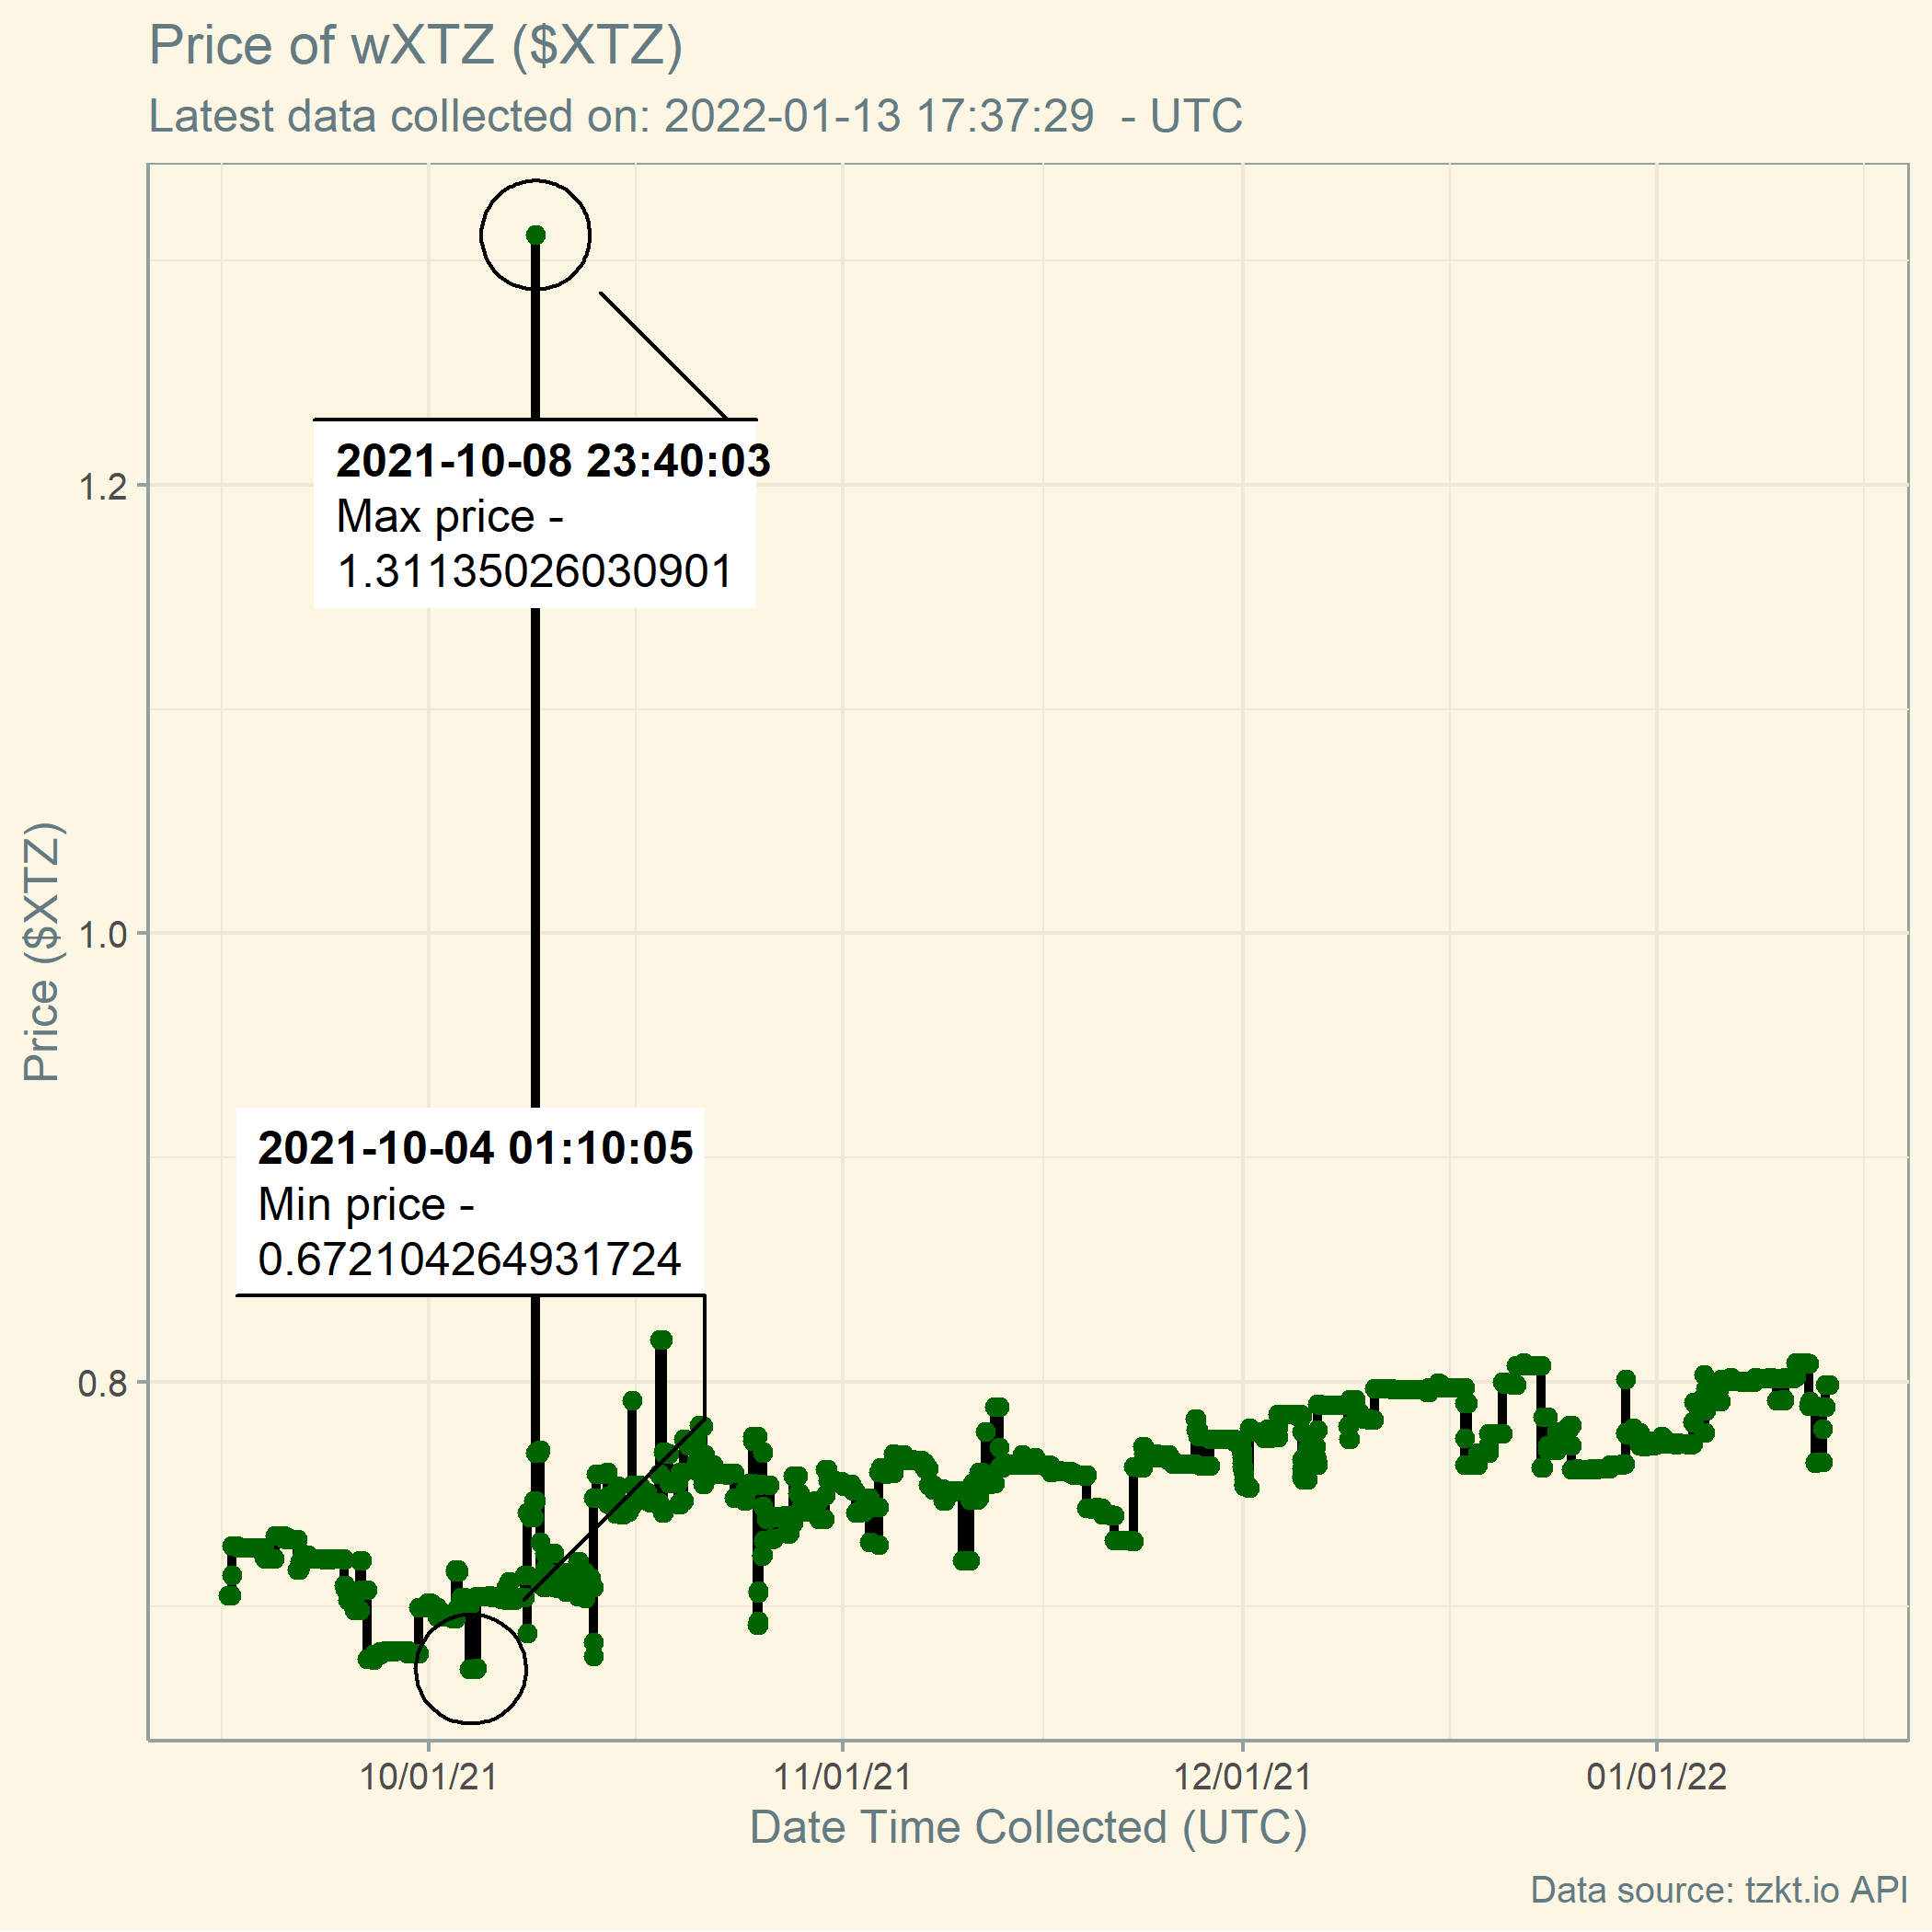 Price of wXTZ ($XTZ)
Latest data collected on: 2022-01-13 17:37:29  - UTC
2021-10-08 23:40:03
Max price -
1.31135026030901
1.2
1.0
Price ($XTZ)
2021-10-04 01:10:05
Min price -
0.672104264931724
0.8
10/01/21
11/01/21
12/01/21
01/01/22
Date Time Collected (UTC)
Data source: tzkt.io API